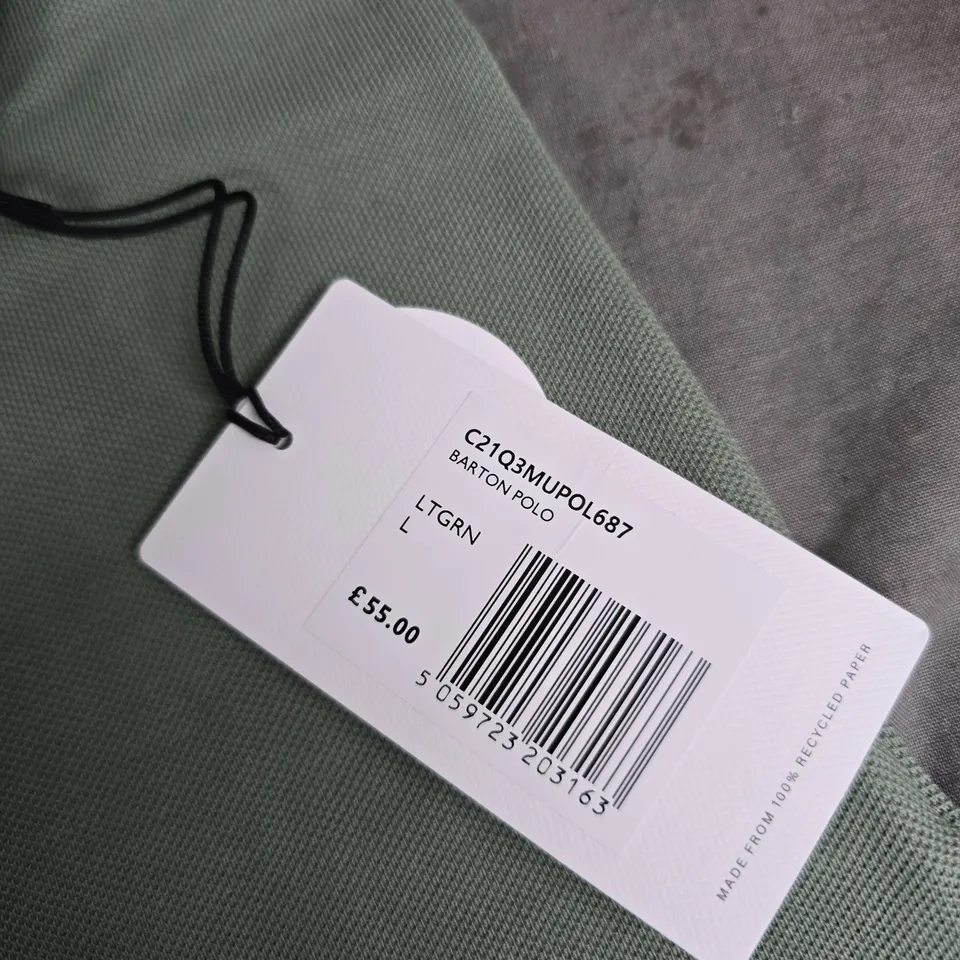 C21Q3MUPOL687
BARTON POLO
LTGRN
L
£55.00
5 059723 203163
MADE FROM 100% RECYCLED PAPER